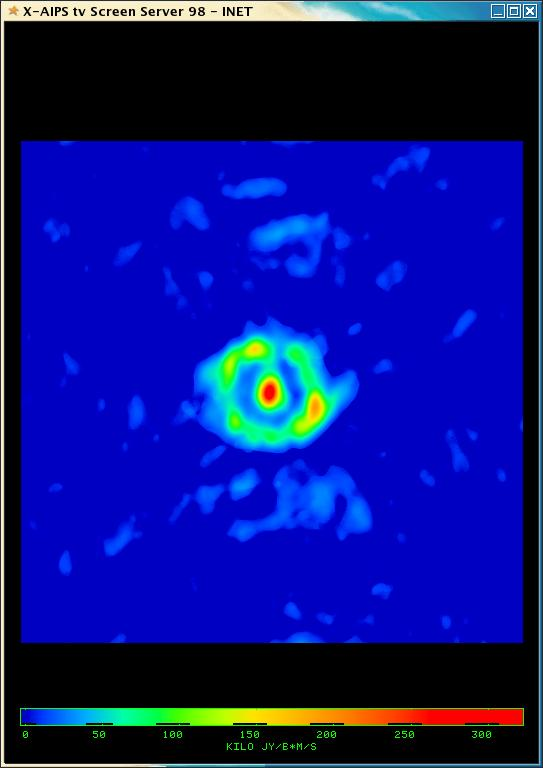 X-AIPS tv Screen Server 98 - INET
0 50 100 150 200 250 300
KILO JY/B*M/S